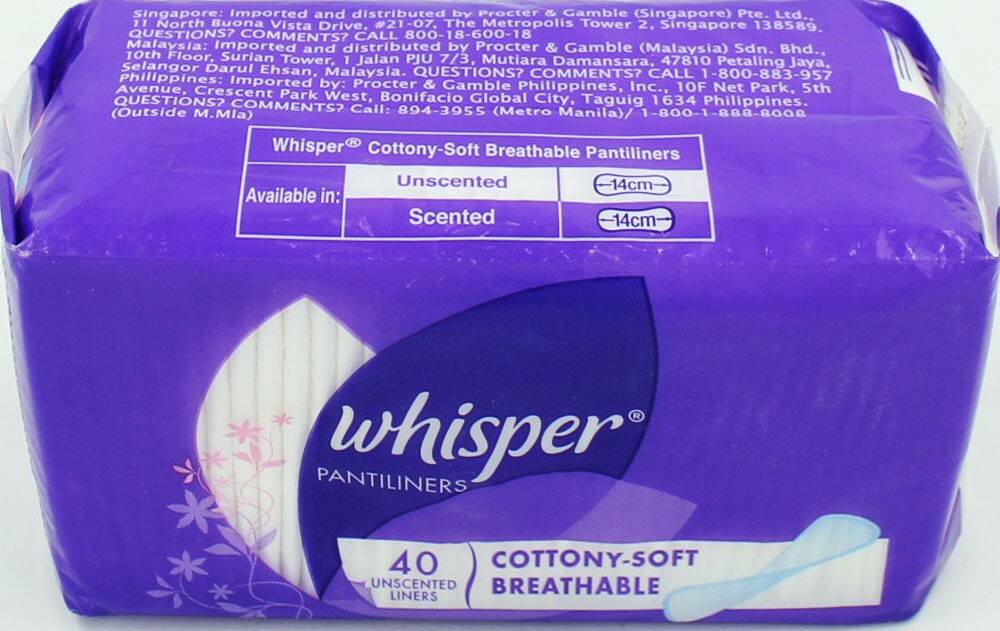 Singapore: Imported and distributed by Procter & Gamble (Singapore) Pte. Ltd.,
11 North Buona Vista Drive, #21-07, The Metropolis Tower 2, Singapore 138589.
QUESTIONS? COMMENTS? CALL 800-18-600-18
Malaysia: Imported and distributed by Procter & Gamble (Malaysia) Sdn. Bhd.,
10th Floor, Surian Tower, 1 Jalan PJU 7/3, Mutiara Damansara, 47810 Petaling Jaya,
Selangor Darul Ehsan, Malaysia. QUESTIONS? COMMENTS? CALL 1-800-883-957
Philippines: Imported by: Procter & Gamble Philippines, Inc., 10F Net Park, 5th
Avenue, Crescent Park West, Bonifacio Global City, Taguig 1634 Philippines.
QUESTIONS? COMMENTS? Call: 894-3955 (Metro Manila)/ 1-800-1-888-8008
(Outside M.Mla)
Whisper® Cottony-Soft Breathable Pantiliners
Available in:
Unscented
14cm
Scented
14cm
whisper®
PANTILINERS
40
UNSCENTED
LINERS
COTTONY-SOFT
BREATHABLE